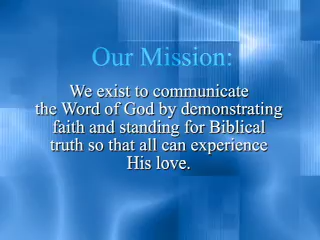 Our Mission:
We exist to communicate
the Word of God by demonstrating
faith and standing for Biblical
truth so that all can experience
His love.